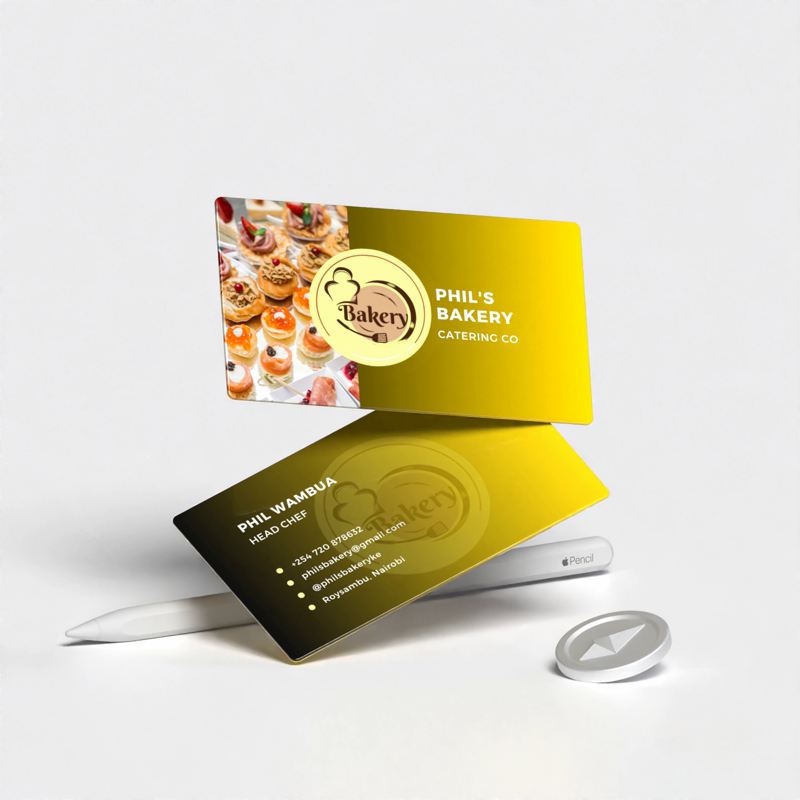 Bakery
PHIL'S
BAKERY
CATERING CO
Bakery
PHIL WAMBUA
HEAD CHEF
+254 720 878632
philsbakery@gmail.com
@philsbakeryke
Roysambu, Nairobi
Pencil